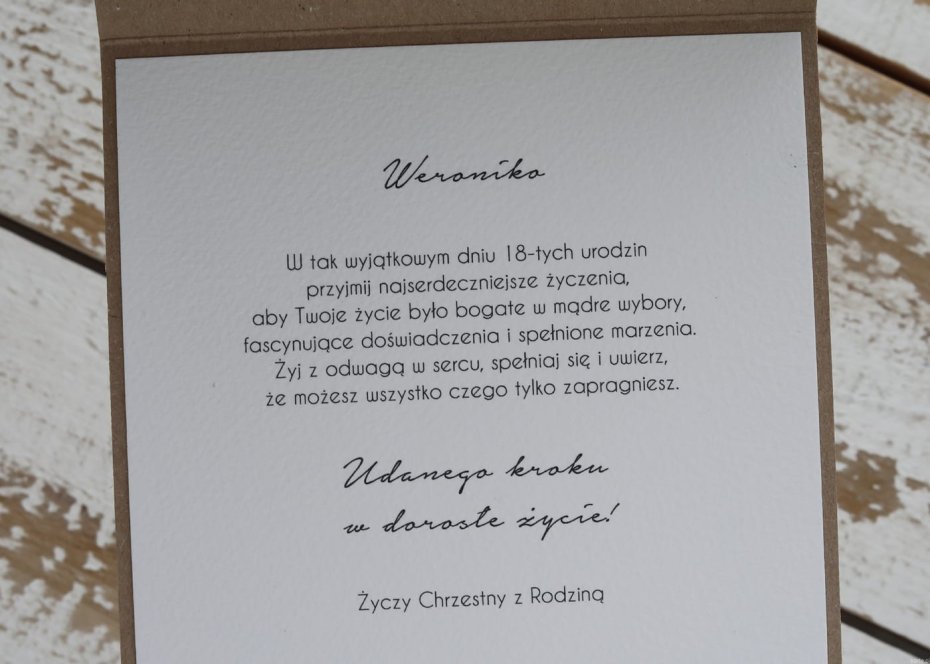 Weroniko
W tak wyjątkowym dniu 18-tych urodzin
przyjmij najserdeczniejsze życzenia,
aby Twoje życie było bogate w mądre wybory,
fascynujące doświadczenia i spełnione marzenia.
Żyj z odwagą w sercu, spełniaj się i uwierz,
że możesz wszystko czego tylko zapragniesz.
Udanego kroku
w dorosłe życie!
Życzy Chrzestny z Rodziną